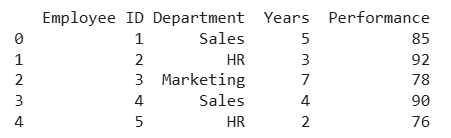 Employee ID Department Years Performance
0 1 Sales 5 85
1 2 HR 3 92
2 3 Marketing 7 78
3 4 Sales 4 90
4 5 HR 2 76